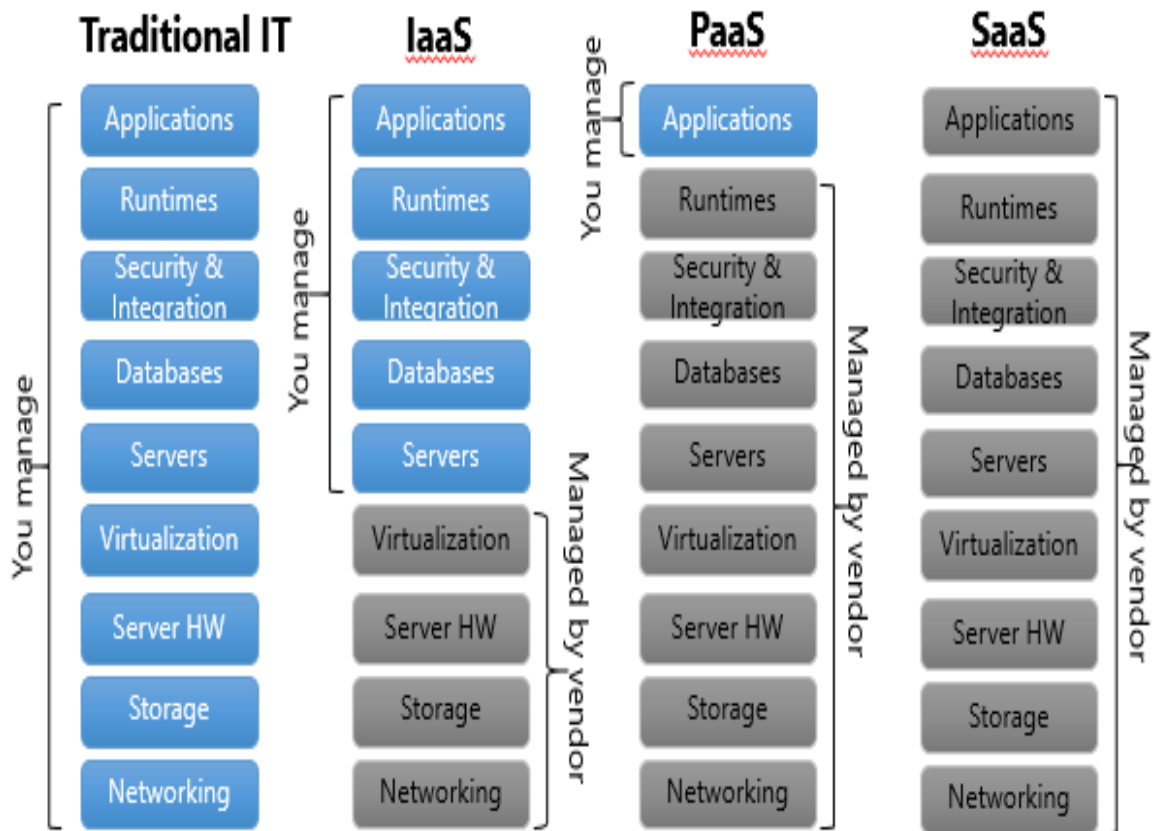 Traditional IT
Applications
Runtimes
Security &
Integration
Databases
Servers
Virtualization
Server HW
Storage
Networking
You manage
IaaS
Applications
Runtimes
Security &
Integration
Databases
Servers
Virtualization
Server HW
Storage
Networking
You manage
Managed by vendor
PaaS
Applications
Runtimes
Security &
Integration
Databases
Servers
Virtualization
Server HW
Storage
Networking
You manage
Managed by vendor
SaaS
Applications
Runtimes
Security &
Integration
Databases
Servers
Virtualization
Server HW
Storage
Networking
Managed by vendor